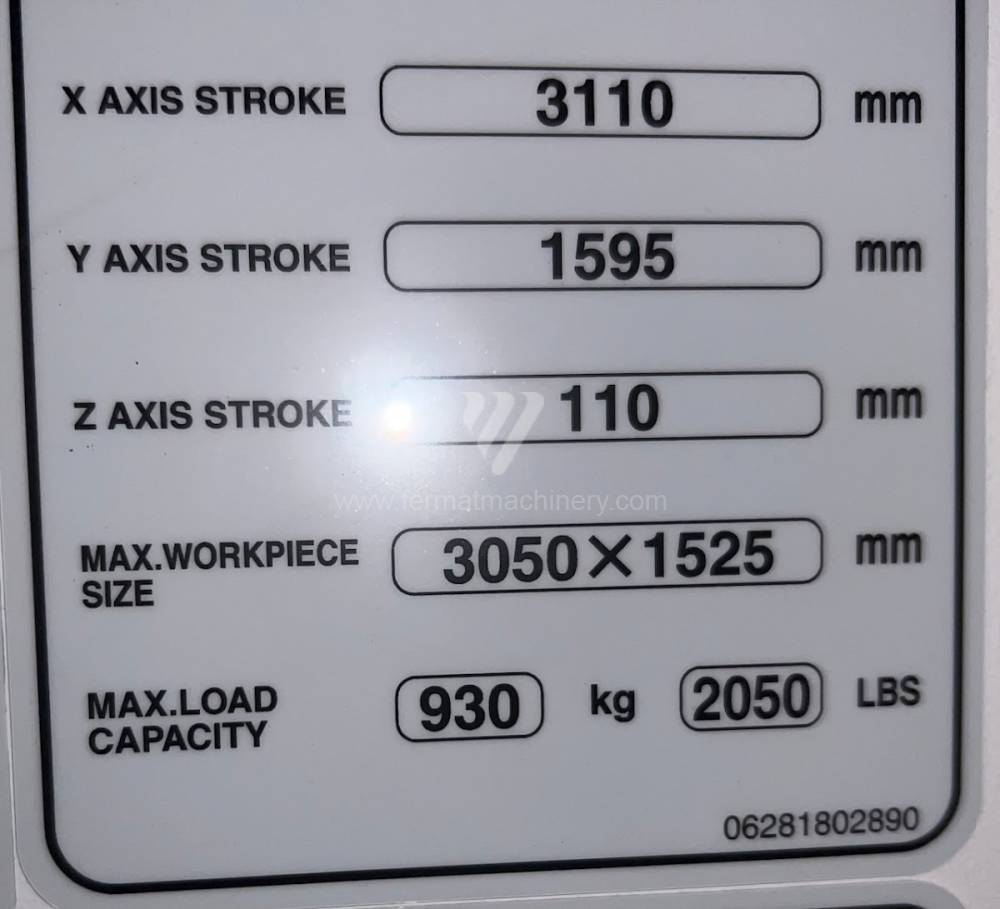 X AXIS STROKE 3110 mm
Y AXIS STROKE 1595 mm
Z AXIS STROKE 110 mm
www.fermatmachinery.com
MAX.WORKPIECE SIZE 3050×1525 mm
MAX.LOAD CAPACITY 930 kg 2050 LBS
06281802890